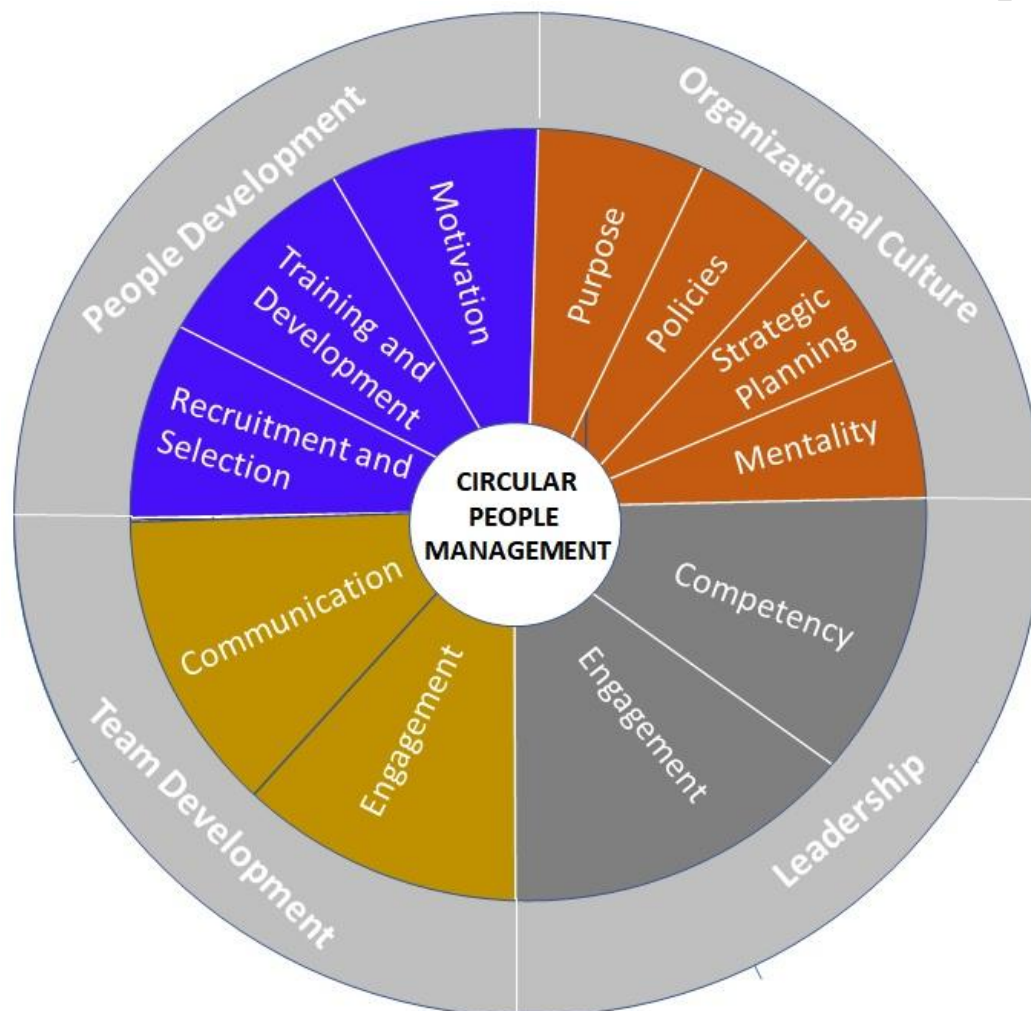 People Development
Organizational Culture
Motivation
Training and
Development
Recruitment and
Selection
Purpose
Policies
Strategic
Planning
Mentality
CIRCULAR
PEOPLE
MANAGEMENT
Communication
Engagement
Engagement
Competency
Team Development
Leadership